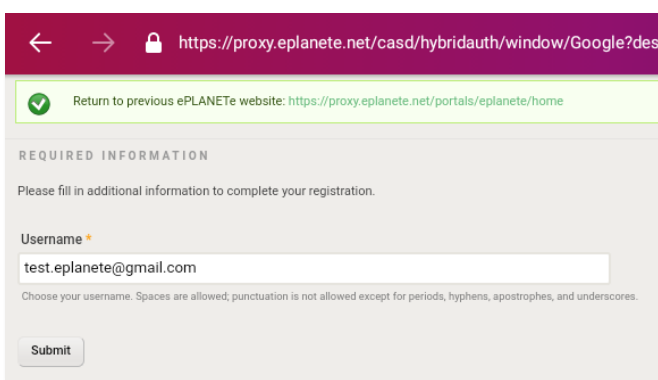 https://proxy.eplanete.net/casd/hybridauth/window/Google?des
Return to previous ePLANETe website: https://proxy.eplanete.net/portals/eplanete/home
REQUIRED INFORMATION
Please fill in additional information to complete your registration.
Username *
test.eplanete@gmail.com
Choose your username. Spaces are allowed; punctuation is not allowed except for periods, hyphens, apostrophes, and underscores.
Submit